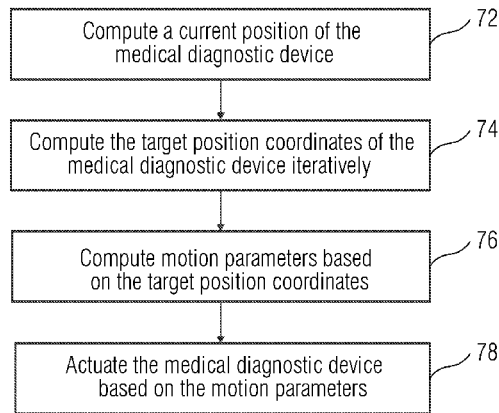 Compute a current position of the
medical diagnostic device
72
Compute the target position coordinates of the
medical diagnostic device iteratively
74
Compute motion parameters based
on the target position coordinates
76
Actuate the medical diagnostic device
based on the motion parameters
78